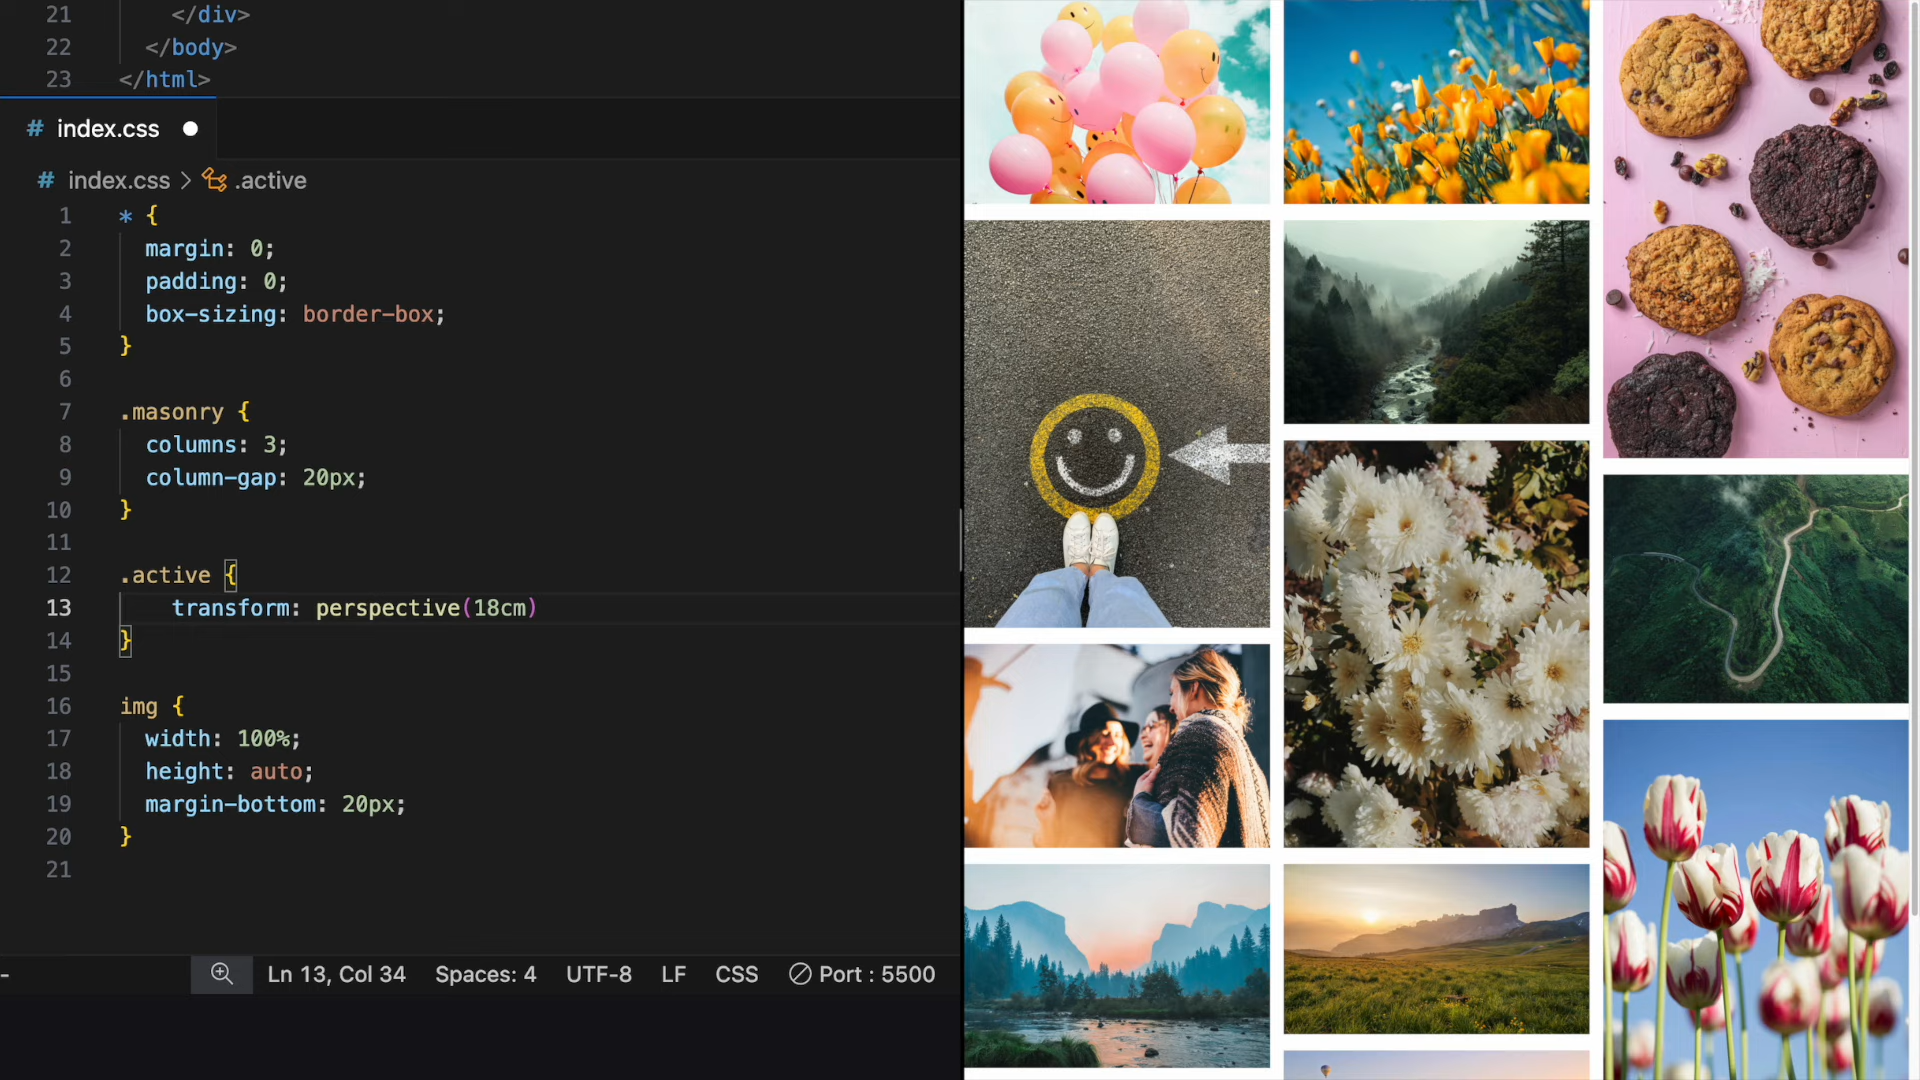 21 </div>
22 </body>
23 </html>
# index.css ●
# index.css > .active
1 * {
2 margin: 0;
3 padding: 0;
4 box-sizing: border-box;
5 }
6
7 .masonry {
8 columns: 3;
9 column-gap: 20px;
10 }
11
12 .active {
13 transform: perspective(18cm)
14 }
15
16 img {
17 width: 100%;
18 height: auto;
19 margin-bottom: 20px;
20 }
21
Ln 13, Col 34 Spaces: 4 UTF-8 LF CSS Port : 5500